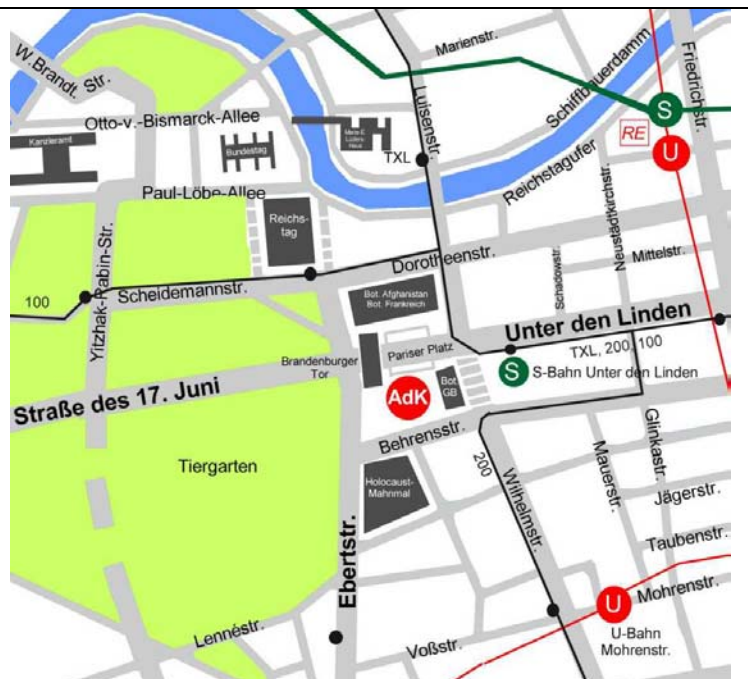 Marienstr.
W.Brandt. Str.
Luisenstr.
Schiffbauerdamm
Friedrichstr.
S
RE
U
Otto-v.-Bismarck-Allee
Kanzleramt
Bundestag
Marie-E
TXL
Reichstagufer
Neustädtkirchstr.
Paul-Löbe-Allee
Reichs-
tag
Dorotheenstr.
Mittelstr.
Schadowstr.
Yitzhak-Rabin-Str.
100
Scheidemannstr.
Bot. Afghanistan
Bot. Frankreich
Unter den Linden
Pariser Platz
TXL, 200, 100
Brandenburger
Tor
S
S-Bahn Unter den Linden
Bot.
GB
AdK
Straße des 17. Juni
Behrensstr.
Glinkastr.
Mauerstr.
Tiergarten
200
Wilhelmstr.
Holocaust-
Mahnmal
Jägerstr.
Taubenstr.
Ebertstr.
Mohrenstr.
U
Lennéstr.
Voßstr.
U-Bahn
Mohrenstr.